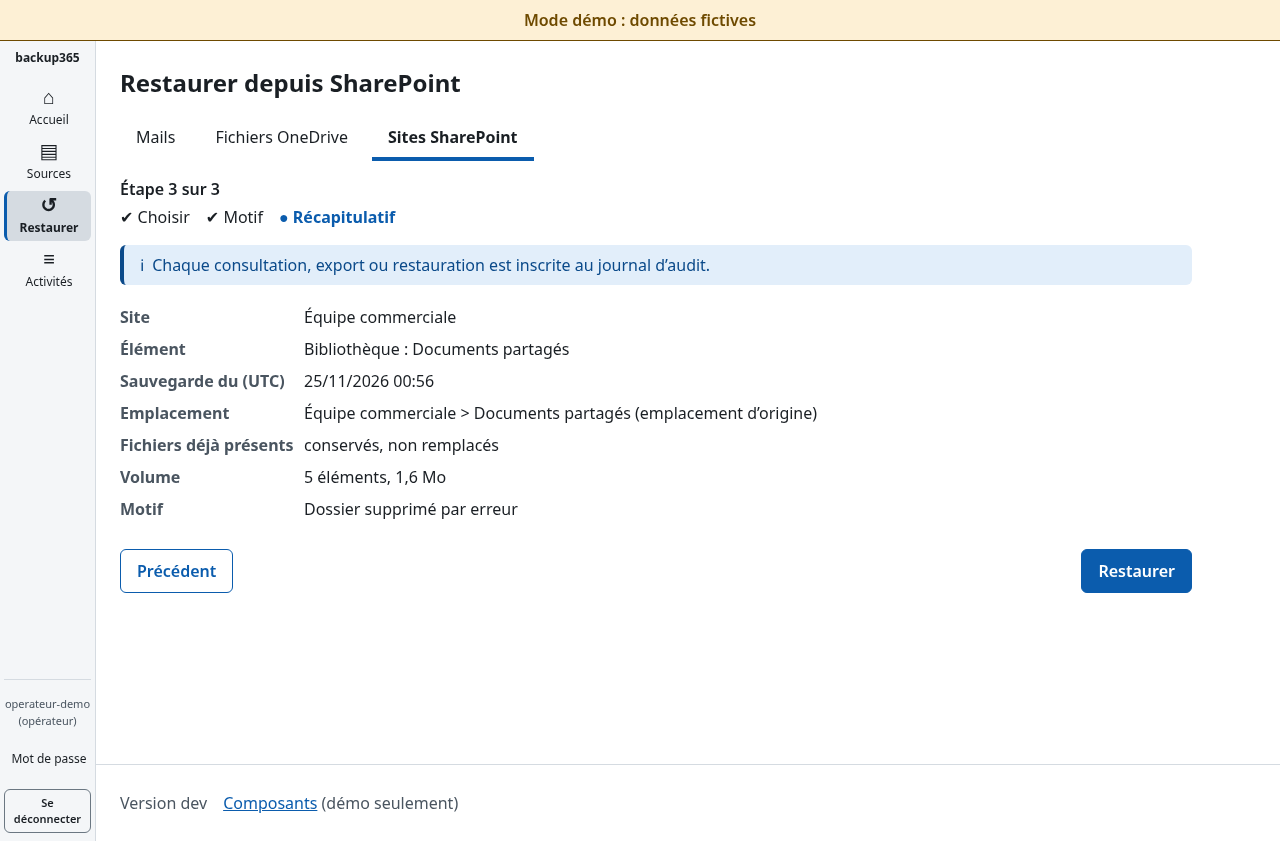 Mode démo : données fictives
backup365
Accueil
Sources
Restaurer
Activités
operateur-demo
(opérateur)
Mot de passe
Se
déconnecter
Restaurer depuis SharePoint
Mails Fichiers OneDrive Sites SharePoint
Étape 3 sur 3
✔ Choisir ✔ Motif ● Récapitulatif
i Chaque consultation, export ou restauration est inscrite au journal d’audit.
Site Équipe commerciale
Élément Bibliothèque : Documents partagés
Sauvegarde du (UTC) 25/11/2026 00:56
Emplacement Équipe commerciale > Documents partagés (emplacement d’origine)
Fichiers déjà présents conservés, non remplacés
Volume 5 éléments, 1,6 Mo
Motif Dossier supprimé par erreur
Précédent Restaurer
Version dev Composants (démo seulement)